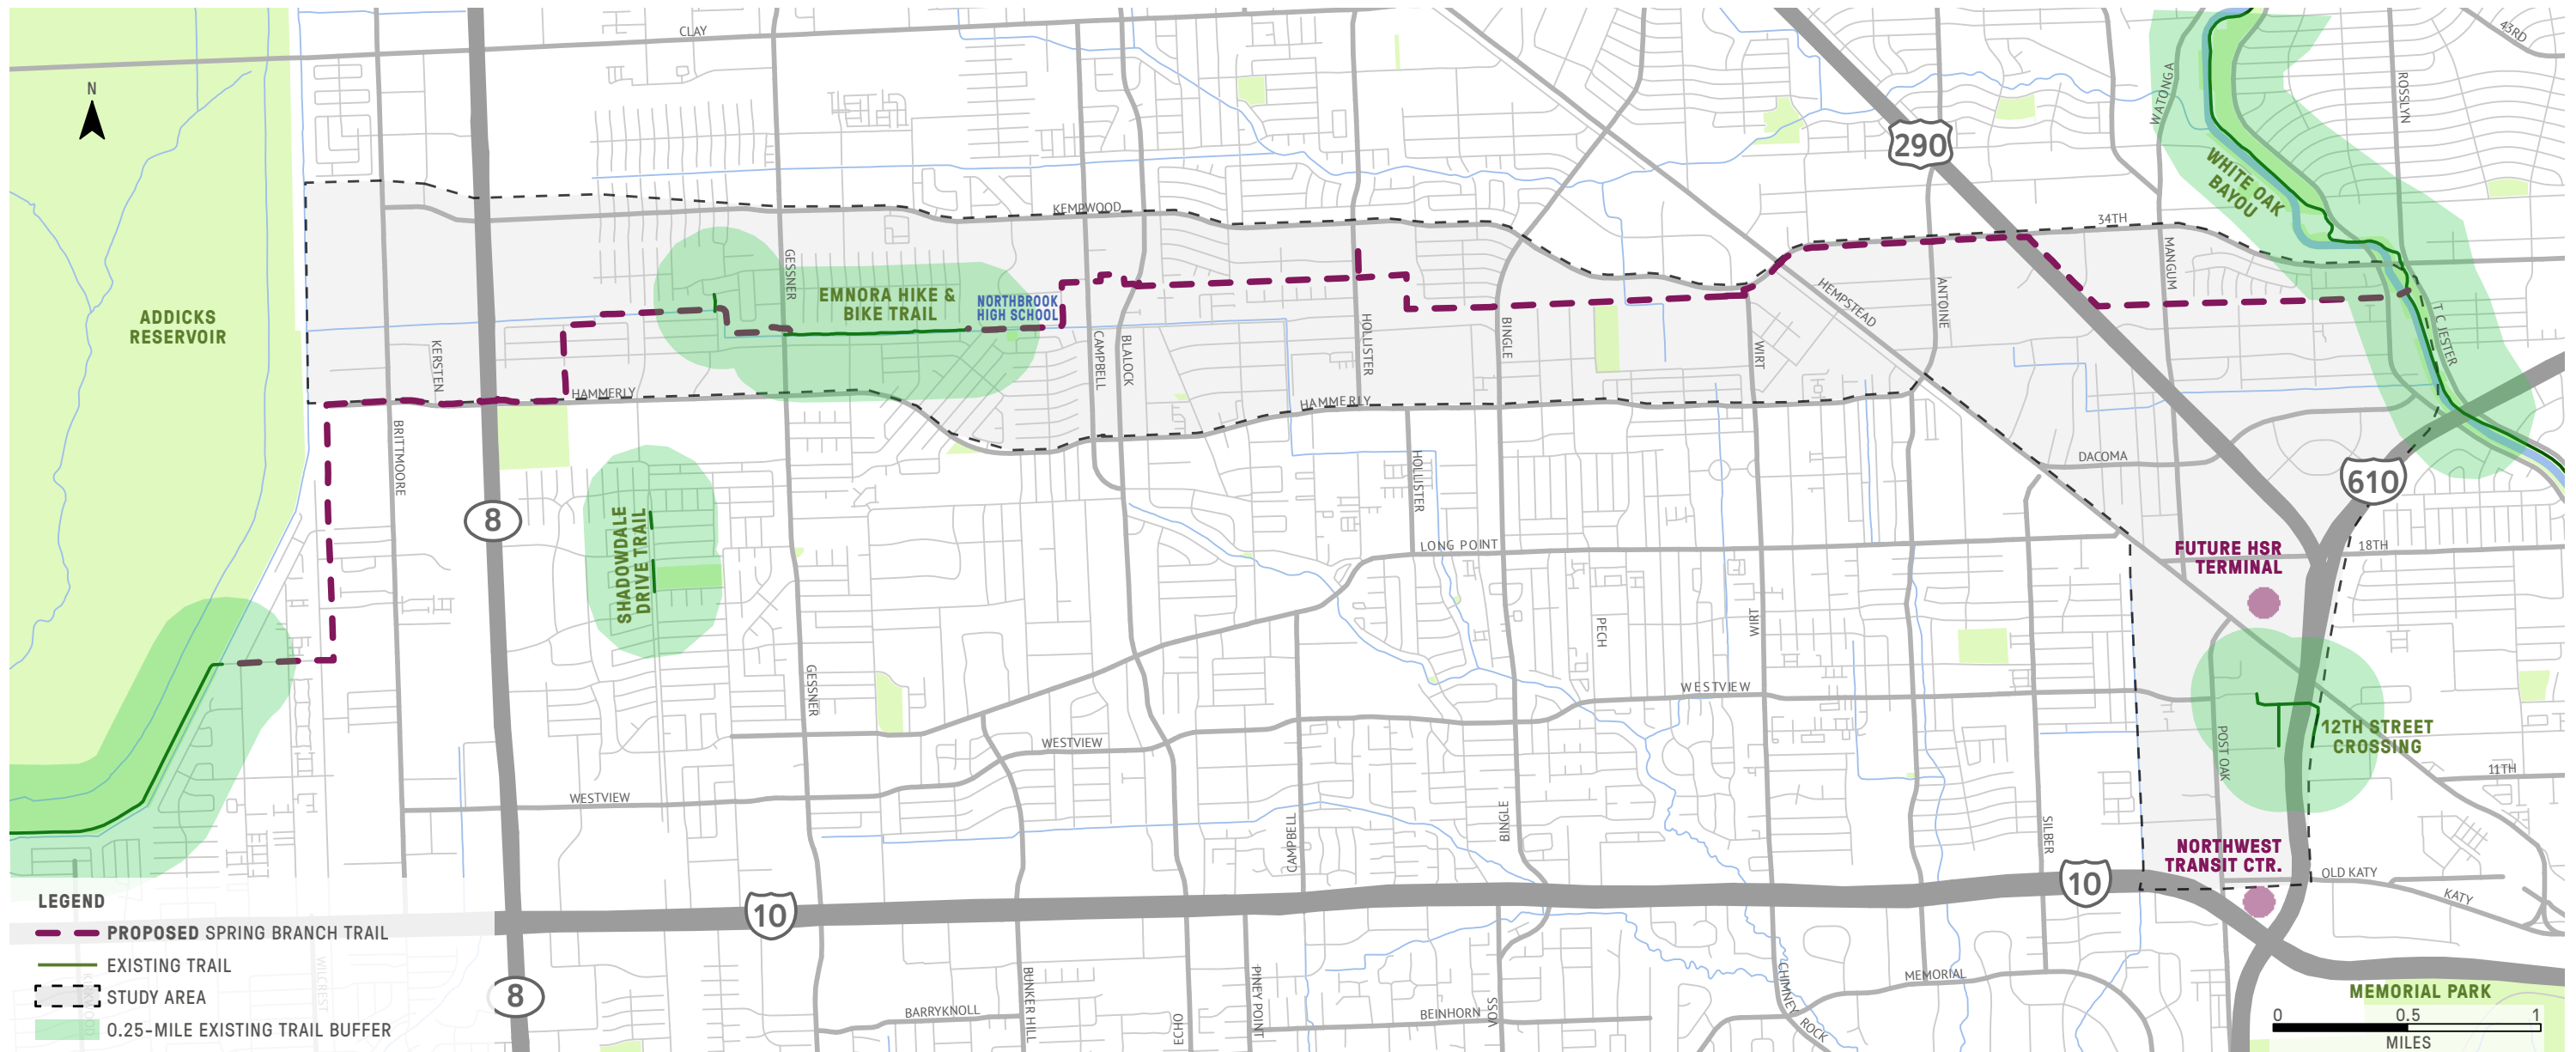 CLAY
43RD
N
WATONGA
ROSSLYN
290
WHITE OAK
BAYOU
KEMPWOOD
34TH
GESSNER
MANGUM
ADDICKS
RESERVOIR
EMNORA HIKE &
BIKE TRAIL
NORTHBROOK
HIGH SCHOOL
HEMPSTEAD
ANTOINE
T C JESTER
KERSTEN
CAMPBELL
BLALOCK
HOLLISTER
BINGLE
WIRT
HAMMERLY
HAMMERLY
BRITTMOORE
HOLLISTER
DACOMA
610
8
SHADOWDALE
DRIVE TRAIL
LONG POINT
FUTURE HSR
TERMINAL
18TH
PECH
WIRT
GESSNER
WESTVIEW
WESTVIEW
WESTVIEW
POST OAK
12TH STREET
CROSSING
11TH
CAMPBELL
BINGLE
SILBER
NORTHWEST
TRANSIT CTR.
OLD KATY
KATY
10
10
LEGEND
PROPOSED SPRING BRANCH TRAIL
EXISTING TRAIL
STUDY AREA
0.25-MILE EXISTING TRAIL BUFFER
WILCREST
8
BARRYKNOLL
BUNKER HILL
ECHO
PINEY POINT
BEINHORN
VOSS
CHIMNEY ROCK
MEMORIAL
MEMORIAL PARK
0 0.5 1
MILES